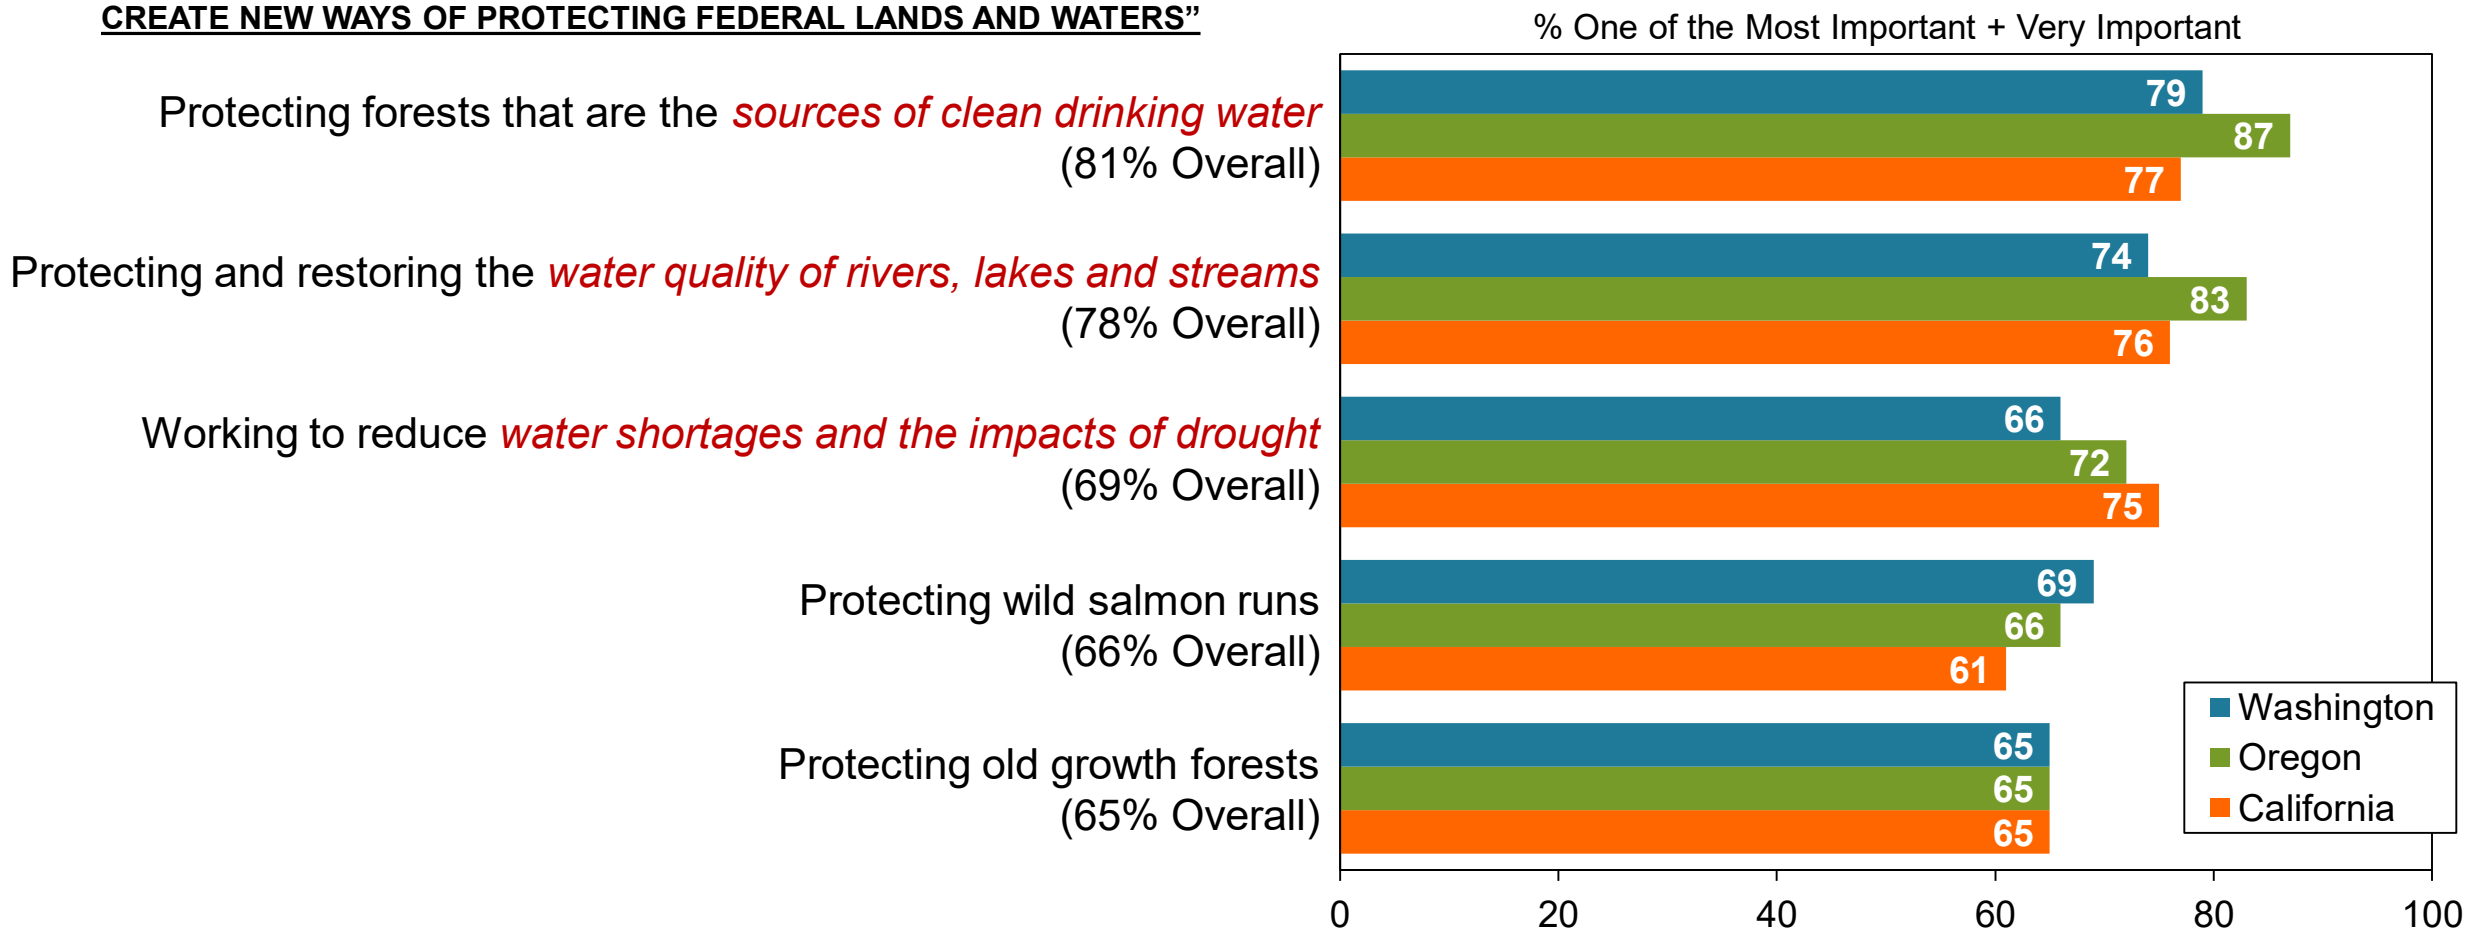 CREATE NEW WAYS OF PROTECTING FEDERAL LANDS AND WATERS”
% One of the Most Important + Very Important
Protecting forests that are the sources of clean drinking water
(81% Overall)
79
87
77
Protecting and restoring the water quality of rivers, lakes and streams
(78% Overall)
74
83
76
Working to reduce water shortages and the impacts of drought
(69% Overall)
66
72
75
Protecting wild salmon runs
(66% Overall)
69
66
61
Protecting old growth forests
(65% Overall)
65
65
65
Washington
Oregon
California
0 20 40 60 80 100